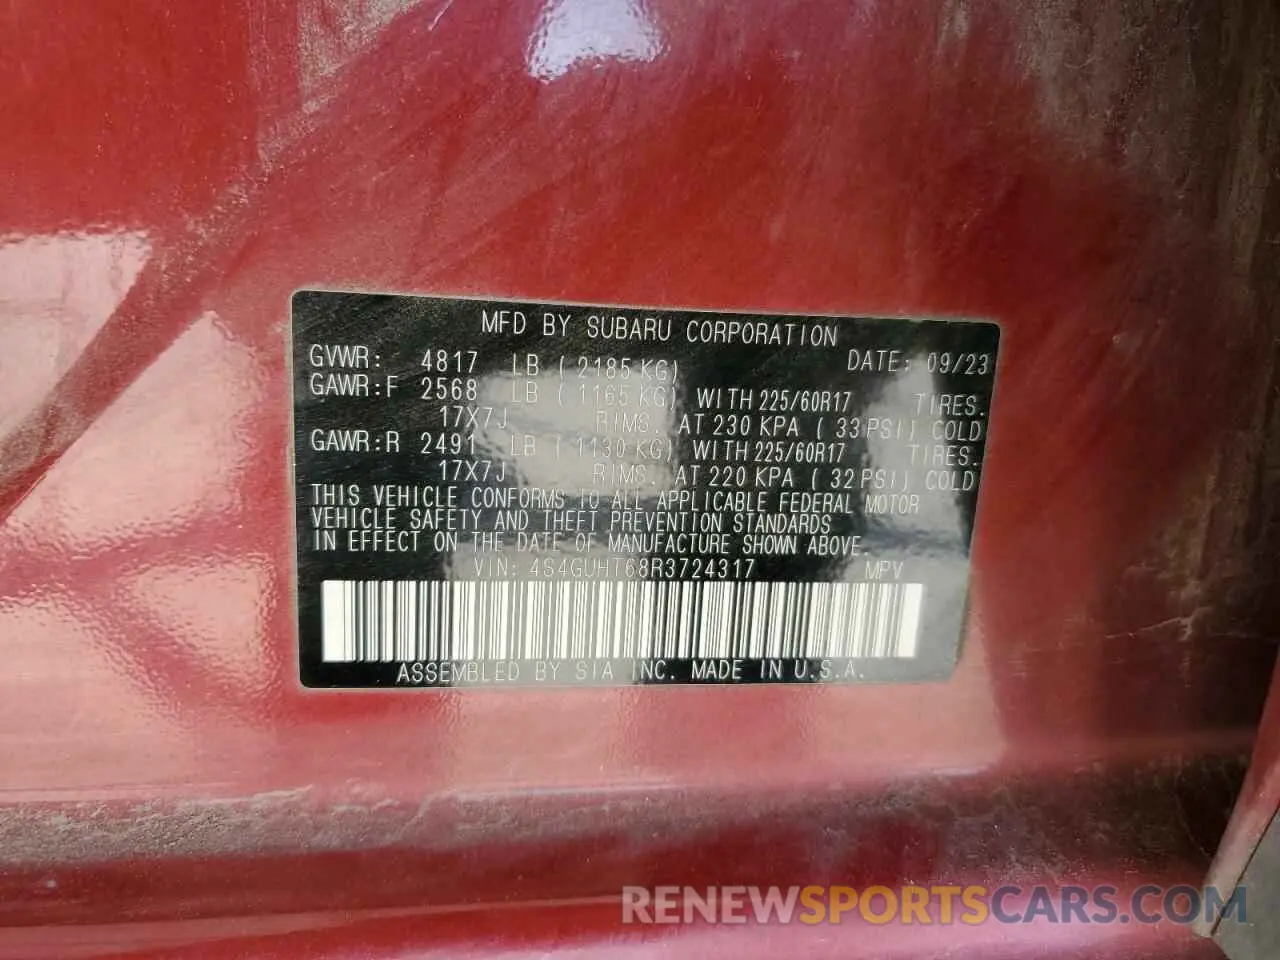 MFD BY SUBARU CORPORATION
GVWR: 4817 LB ( 2185 KG) DATE: 09/23
GAWR:F 2568 LB ( 1165 KG) WITH 225/60R17 TIRES.
17X7J RIMS. AT 230 KPA ( 33 PSI) COLD
GAWR:R 2491 LB ( 1130 KG) WITH 225/60R17 TIRES.
17X7J RIMS. AT 220 KPA ( 32 PSI) COLD
THIS VEHICLE CONFORMS TO ALL APPLICABLE FEDERAL MOTOR
VEHICLE SAFETY AND THEFT PREVENTION STANDARDS
IN EFFECT ON THE DATE OF MANUFACTURE SHOWN ABOVE.
VIN: 4S4GUHT68R3724317 MPV
ASSEMBLED BY SIA INC. MADE IN U.S.A.
RENEWSPORTSCARS.COM